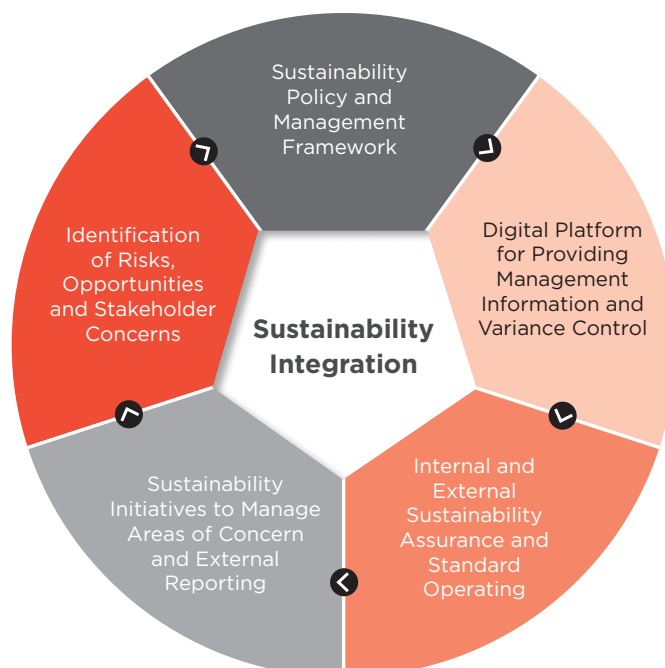 Sustainability
Policy and
Management
Framework
Digital Platform
for Providing
Management
Information and
Variance Control
Internal and
External
Sustainability
Assurance and
Standard
Operating
Sustainability
Initiatives to Manage
Areas of Concern
and External
Reporting
Identification
of Risks,
Opportunities
and Stakeholder
Concerns
Sustainability
Integration